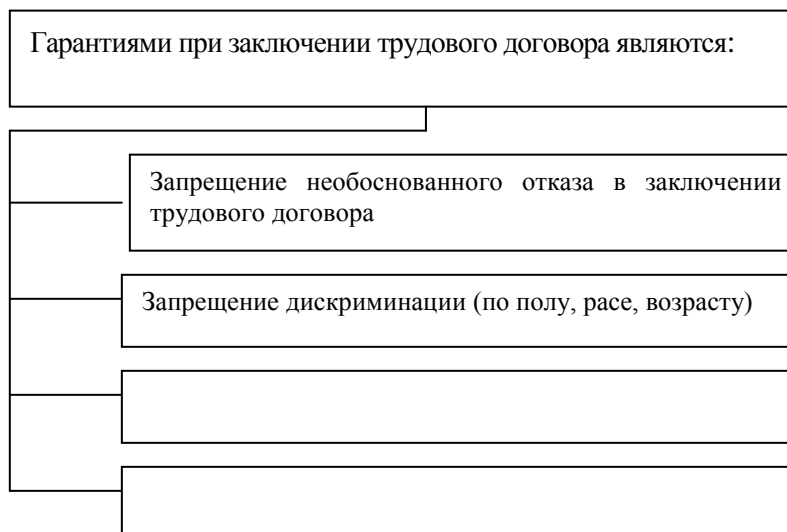 Гарантиями при заключении трудового договора являются:
Запрещение необоснованного отказа в заключении
трудового договора
Запрещение дискриминации (по полу, расе, возрасту)